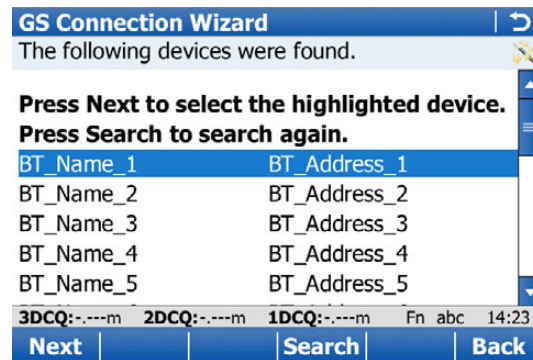 GS Connection Wizard
The following devices were found.
Press Next to select the highlighted device.
Press Search to search again.
BT_Name_1 BT_Address_1
BT_Name_2 BT_Address_2
BT_Name_3 BT_Address_3
BT_Name_4 BT_Address_4
BT_Name_5 BT_Address_5
3DCQ:-.---m 2DCQ:-.---m 1DCQ:-.---m Fn abc 14:23
Next Search Back